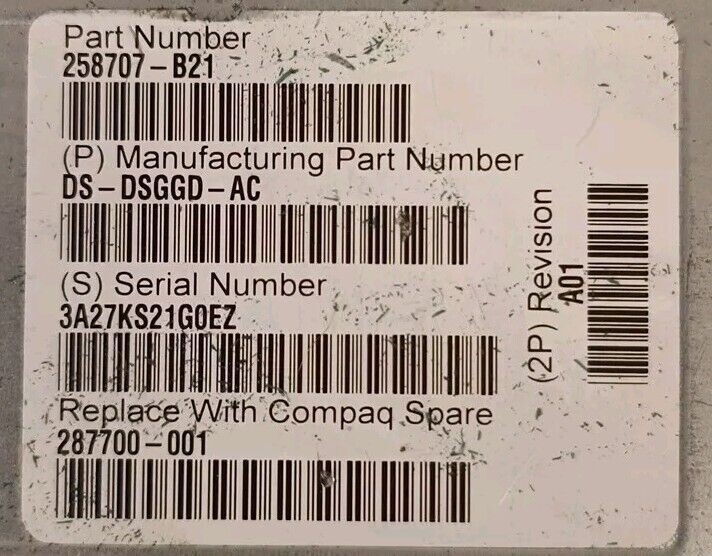 Part Number
258707-B21
(P) Manufacturing Part Number
DS-DSGGD-AC
(S) Serial Number
3A27KS21G0EZ
Replace With Compaq Spare
287700-001
(2P) Revision
A01